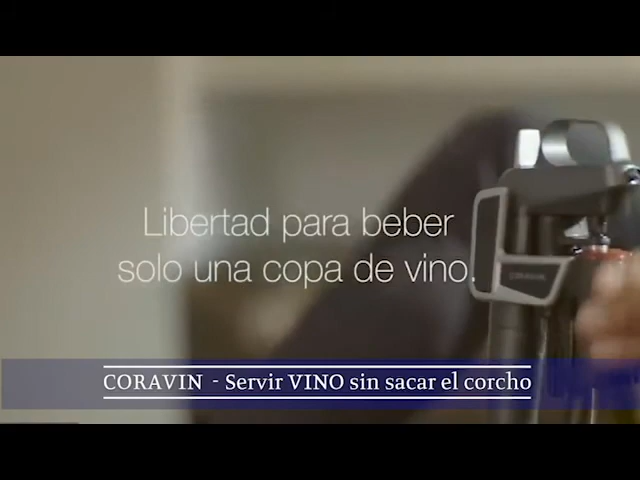 Libertad para beber
solo una copa de vino.
CORAVIN
CORAVIN - Servir VINO sin sacar el corcho